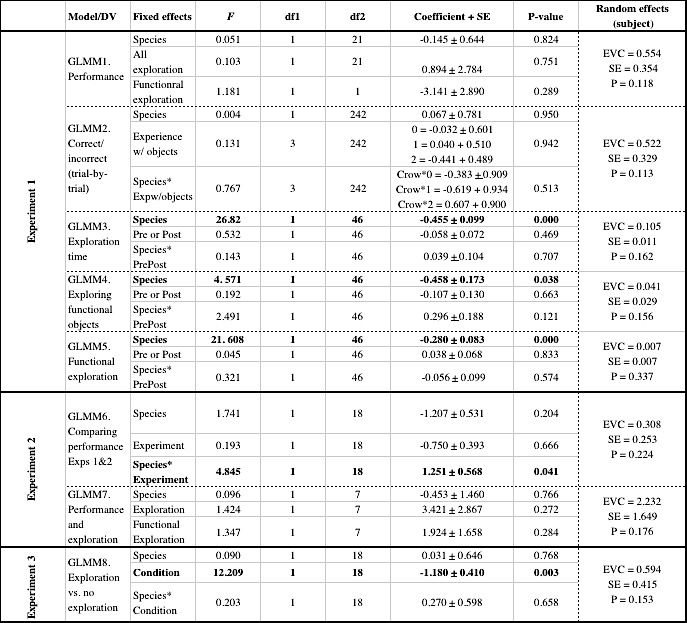 Model/DV Fixed effects F df1 df2 Coefficient + SE P-value Random effects (subject)
Experiment 1
GLMM1. Performance
Species 0.051 1 21 -0.145 ± 0.644 0.824
All exploration 0.103 1 21 0.894 ± 2.784 0.751
Functionral exploration 1.181 1 1 -3.141 ± 2.890 0.289
EVC = 0.554
SE = 0.354
P = 0.118
GLMM2. Correct/ incorrect (trial-by-trial)
Species 0.004 1 242 0.067 ± 0.781 0.950
Experience w/ objects 0.131 3 242 0 = -0.032 ± 0.601 0.942
1 = 0.040 + 0.510
2 = -0.441 + 0.489
Species* Expw/objects 0.767 3 242 Crow*0 = -0.383 ±0.909 0.513
Crow*1 = -0.619 + 0.934
Crow*2 = 0.607 + 0.900
EVC = 0.522
SE = 0.329
P = 0.113
GLMM3. Exploration time
Species 26.82 1 46 -0.455 ± 0.099 0.000
Pre or Post 0.532 1 46 -0.058 ± 0.072 0.469
Species* PrePost 0.143 1 46 0.039 ±0.104 0.707
EVC = 0.105
SE = 0.011
P = 0.162
GLMM4. Exploring functional objects
Species 4. 571 1 46 -0.458 ± 0.173 0.038
Pre or Post 0.192 1 46 -0.107 ± 0.130 0.663
Species* PrePost 2.491 1 46 0.296 ±0.188 0.121
EVC = 0.041
SE = 0.029
P = 0.156
GLMM5. Functional exploration
Species 21. 608 1 46 -0.280 ± 0.083 0.000
Pre or Post 0.045 1 46 0.038 ± 0.068 0.833
Species* PrePost 0.321 1 46 -0.056 ± 0.099 0.574
EVC = 0.007
SE = 0.007
P = 0.337
Experiment 2
GLMM6. Comparing performance Exps 1&2
Species 1.741 1 18 -1.207 ± 0.531 0.204
Experiment 0.193 1 18 -0.750 ± 0.393 0.666
Species* Experiment 4.845 1 18 1.251 ± 0.568 0.041
EVC = 0.308
SE = 0.253
P = 0.224
GLMM7. Performance and exploration
Species 0.096 1 7 -0.453 ± 1.460 0.766
Exploration 1.424 1 7 3.421 ± 2.867 0.272
Functional Exploration 1.347 1 7 1.924 ± 1.658 0.284
EVC = 2.232
SE = 1.649
P = 0.176
Experiment 3
GLMM8. Exploration vs. no exploration
Species 0.090 1 18 0.031 ± 0.646 0.768
Condition 12.209 1 18 -1.180 ± 0.410 0.003
Species* Condition 0.203 1 18 0.270 ± 0.598 0.658
EVC = 0.594
SE = 0.415
P = 0.153